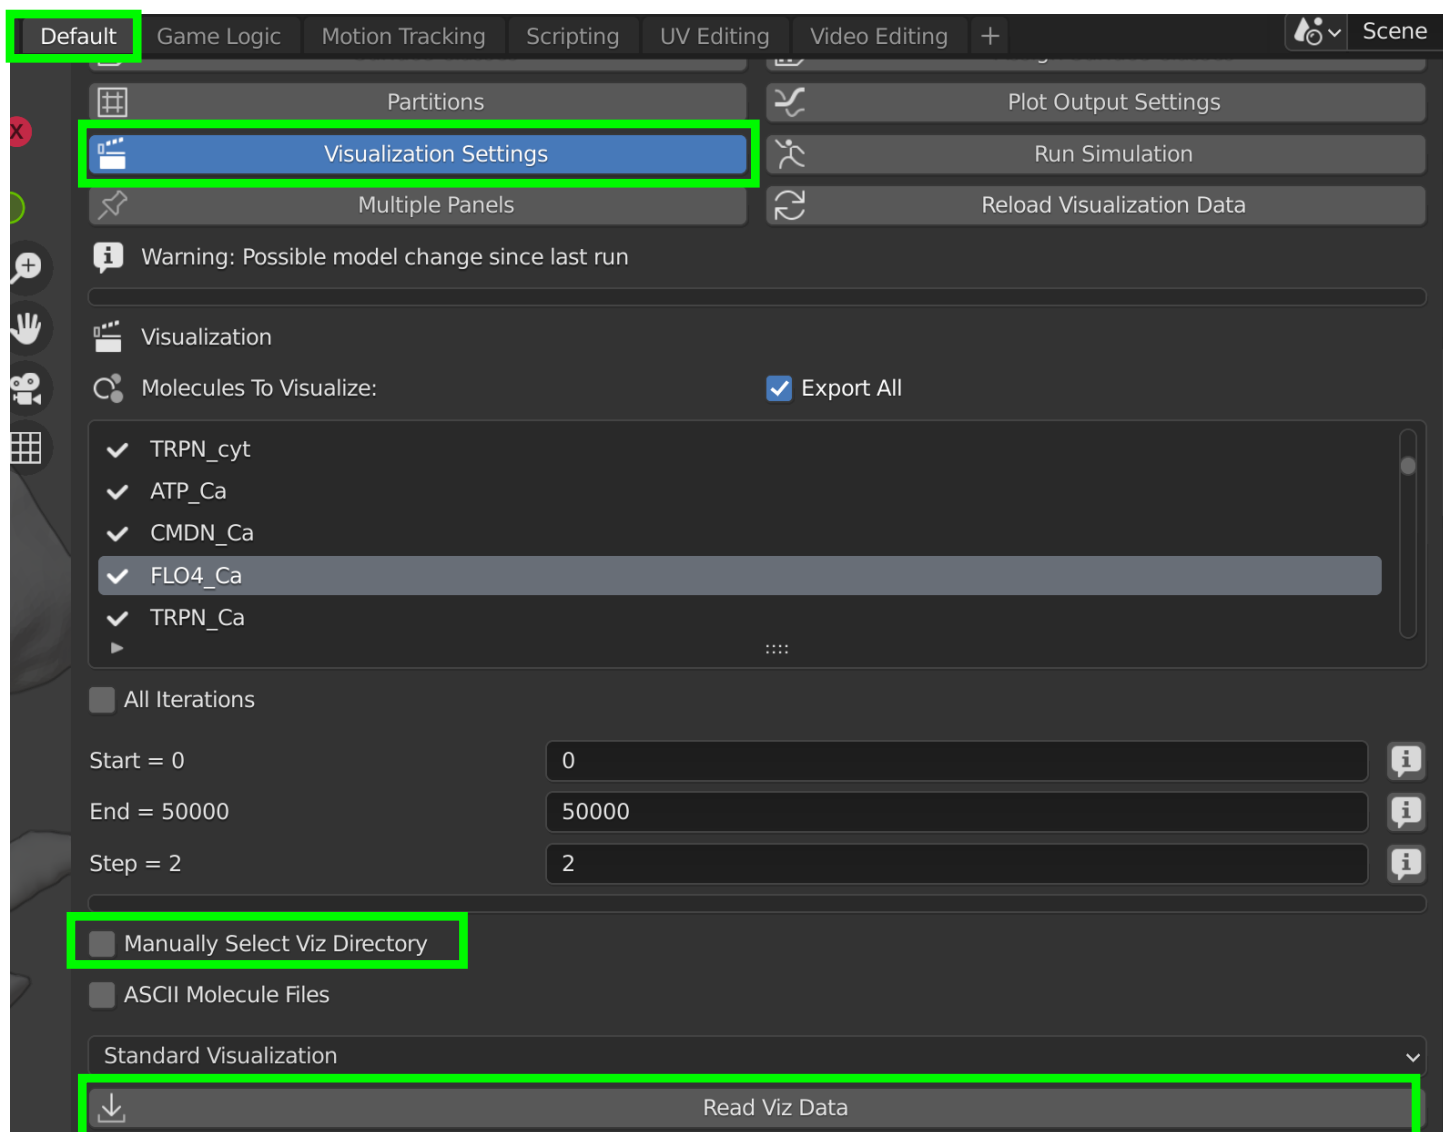 Default Game Logic Motion Tracking Scripting UV Editing Video Editing + Scene
Partitions Plot Output Settings
Visualization Settings Run Simulation
Multiple Panels Reload Visualization Data
Warning: Possible model change since last run
Visualization
Molecules To Visualize: Export All
TRPN_cyt
ATP_Ca
CMDN_Ca
FLO4_Ca
TRPN_Ca
All Iterations
Start = 0 0
End = 50000 50000
Step = 2 2
Manually Select Viz Directory
ASCII Molecule Files
Standard Visualization
Read Viz Data